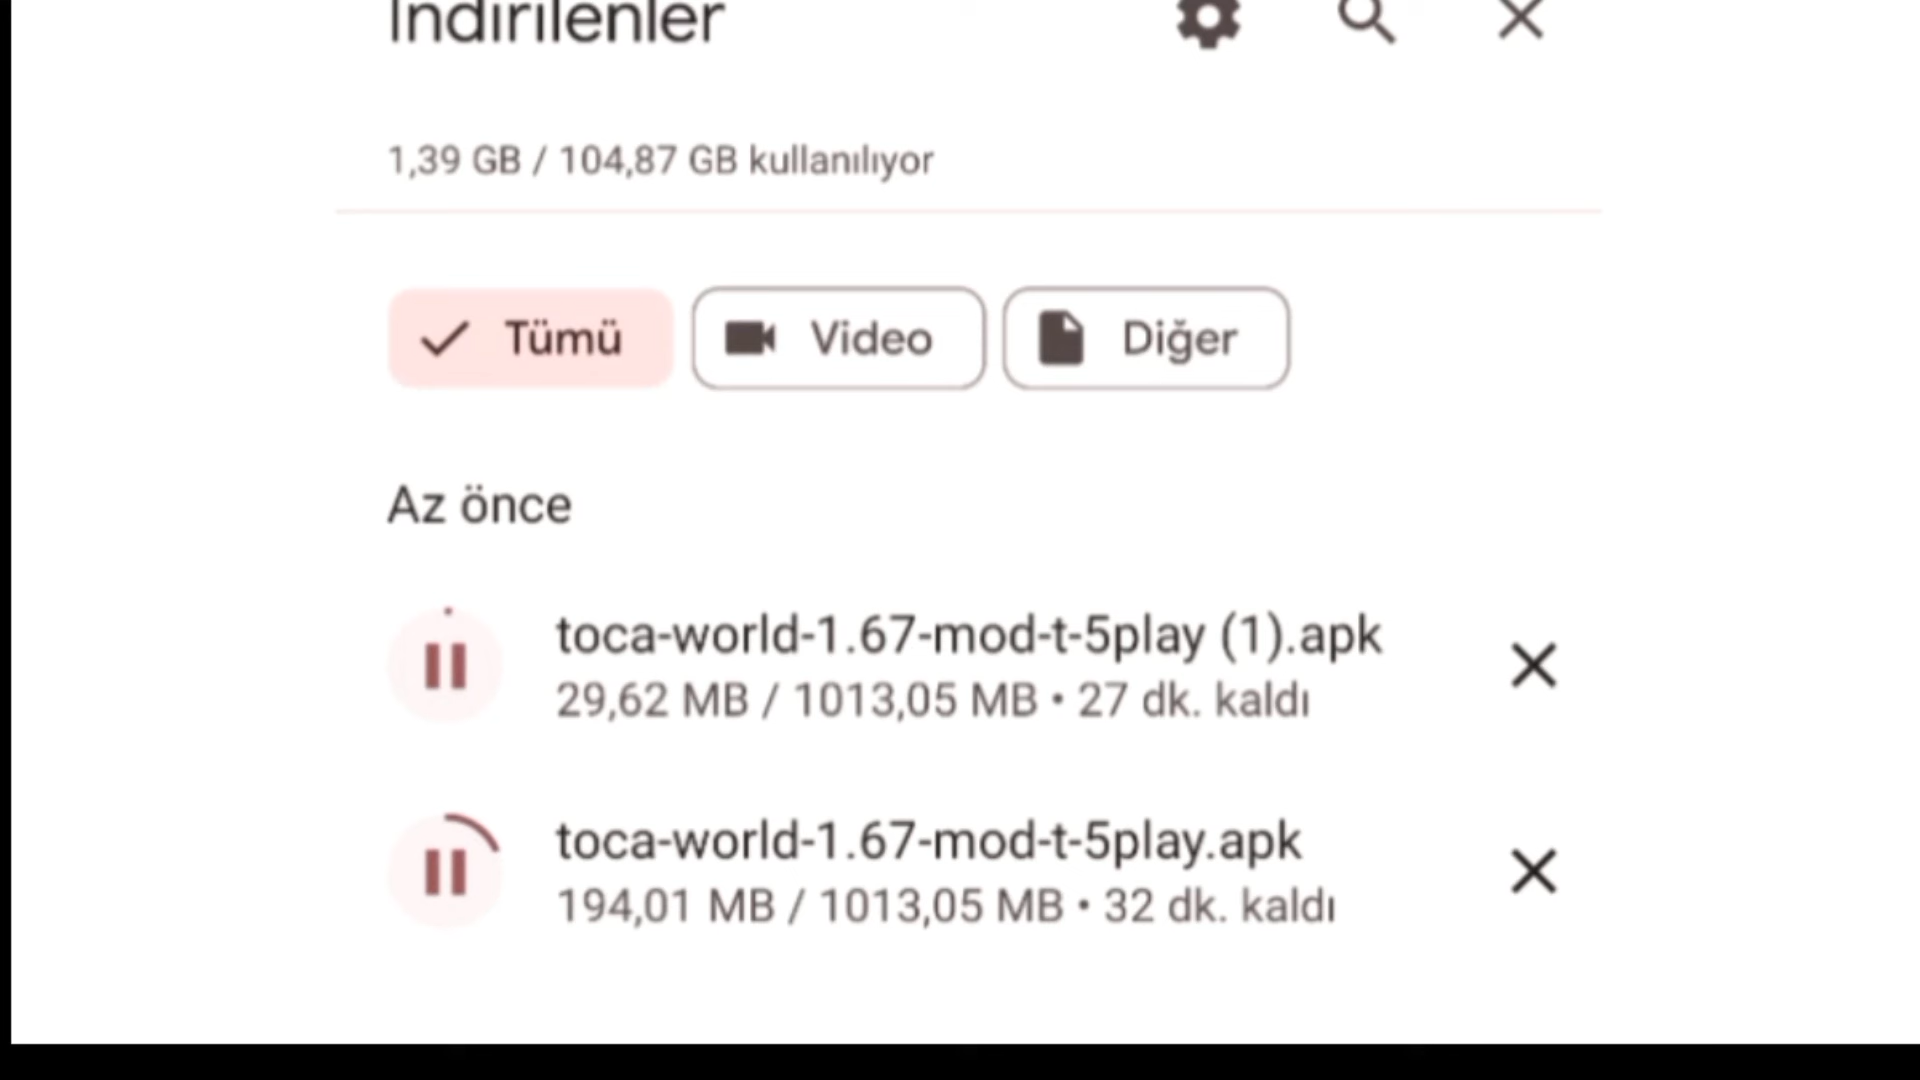 İndirilenler
1,39 GB / 104,87 GB kullanılıyor
Tümü
Video
Diğer
Az önce
toca-world-1.67-mod-t-5play (1).apk
29,62 MB / 1013,05 MB • 27 dk. kaldı
toca-world-1.67-mod-t-5play.apk
194,01 MB / 1013,05 MB • 32 dk. kaldı